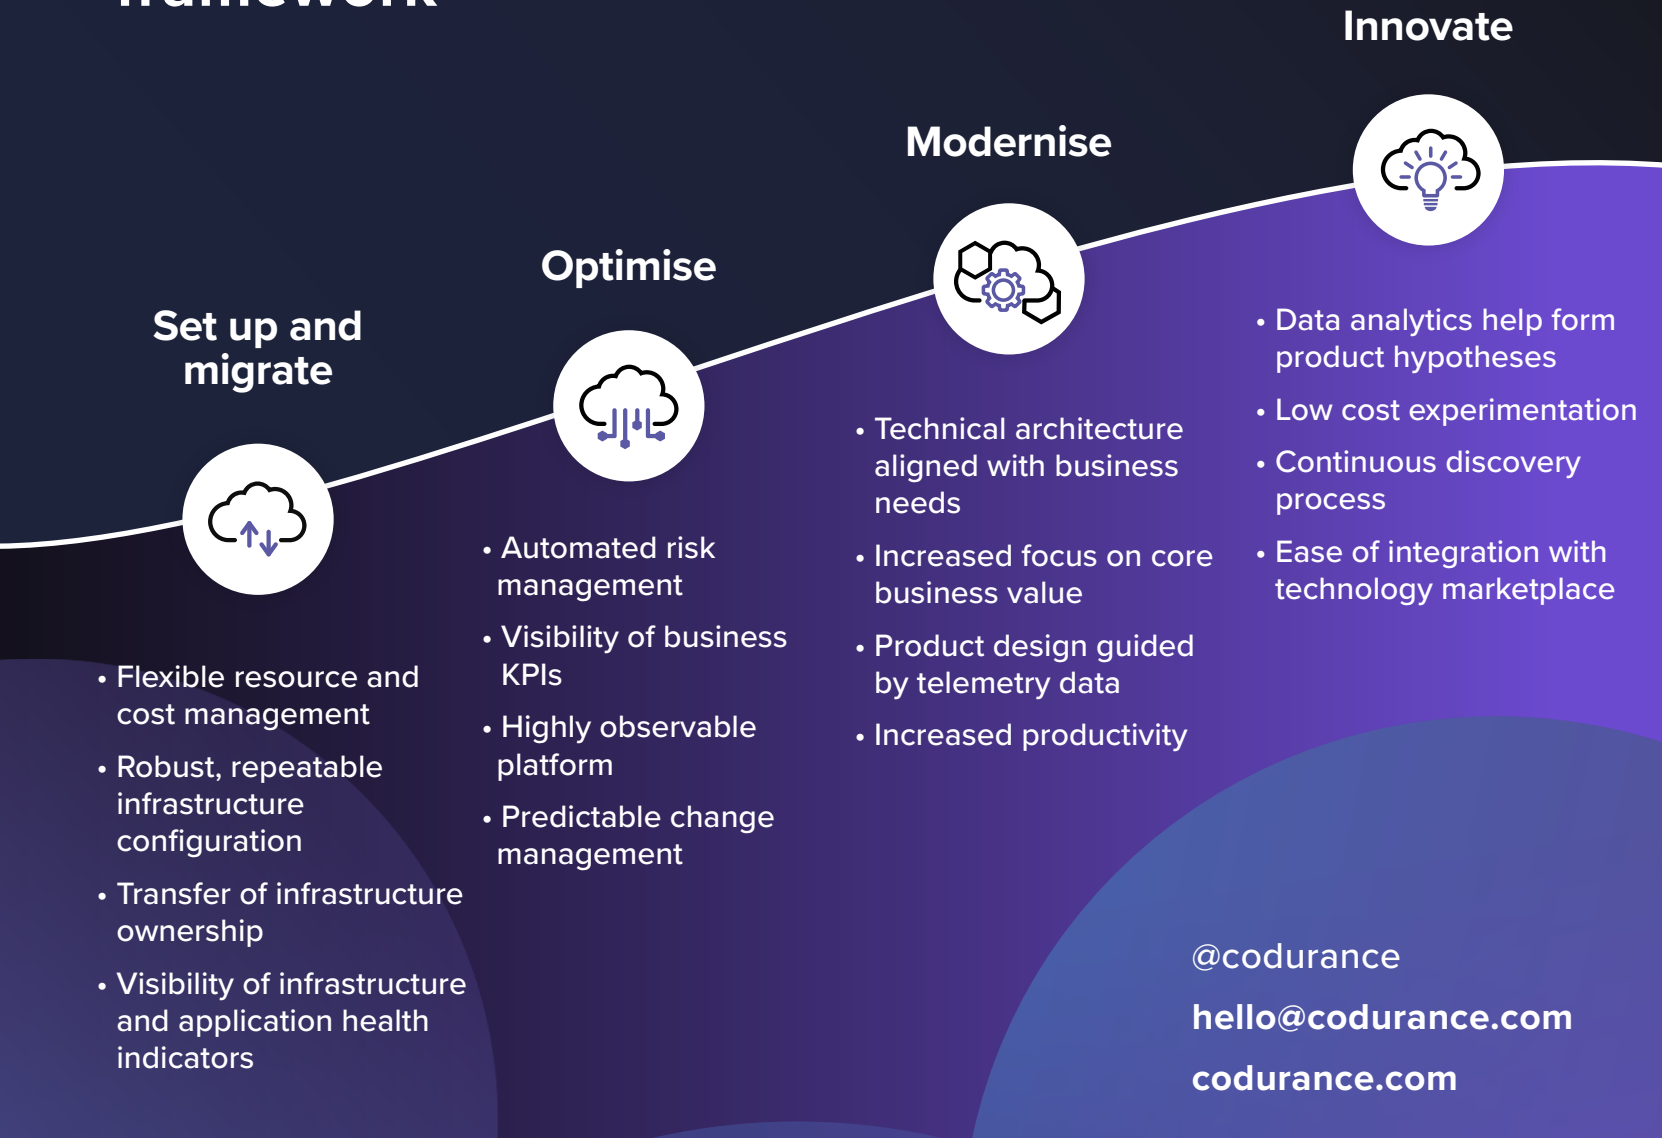 framework
Set up and
migrate
• Flexible resource and
cost management
• Robust, repeatable
infrastructure
configuration
• Transfer of infrastructure
ownership
• Visibility of infrastructure
and application health
indicators
Optimise
• Automated risk
management
• Visibility of business
KPIs
• Highly observable
platform
• Predictable change
management
Modernise
• Technical architecture
aligned with business
needs
• Increased focus on core
business value
• Product design guided
by telemetry data
• Increased productivity
Innovate
• Data analytics help form
product hypotheses
• Low cost experimentation
• Continuous discovery
process
• Ease of integration with
technology marketplace
@codurance
hello@codurance.com
codurance.com